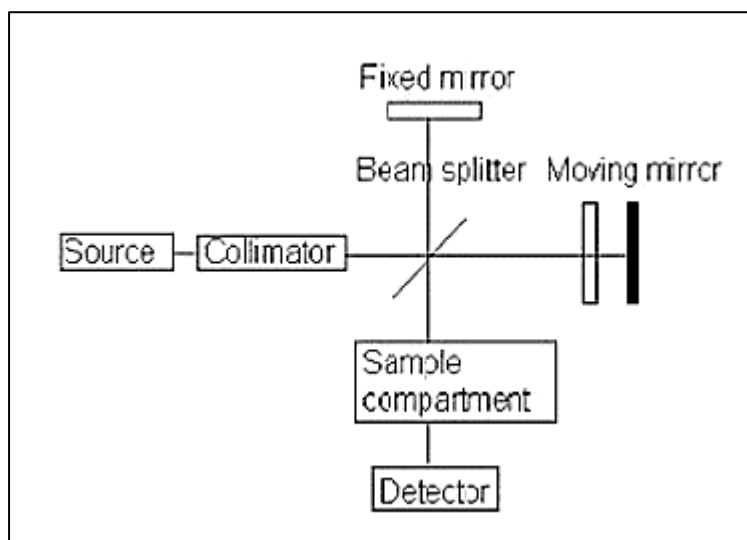 Fixed mirror
Beam splitter
Moving mirror
Source
Collimator
Sample
compartment
Detector